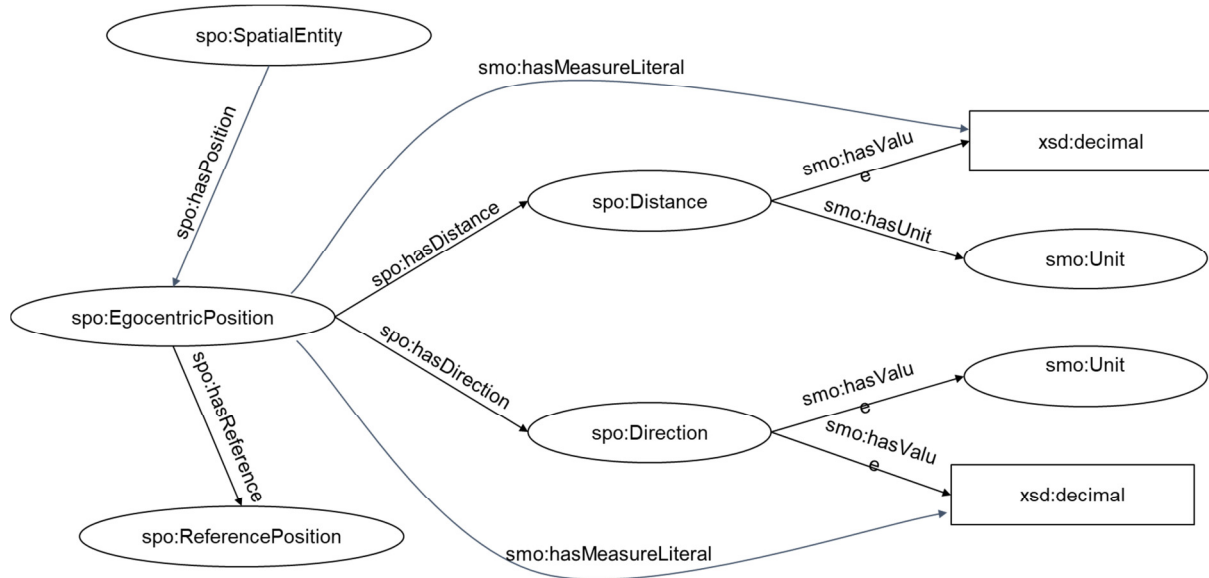 spo:SpatialEntity
smo:hasMeasureLiteral
spo:hasPosition
xsd:decimal
smo:hasValu
e
spo:Distance
smo:hasUnit
spo:hasDistance
smo:Unit
spo:EgocentricPosition
spo:hasDirection
spo:hasReference
smo:Unit
smo:hasValu
e
spo:Direction
smo:hasValu
e
xsd:decimal
spo:ReferencePosition
smo:hasMeasureLiteral